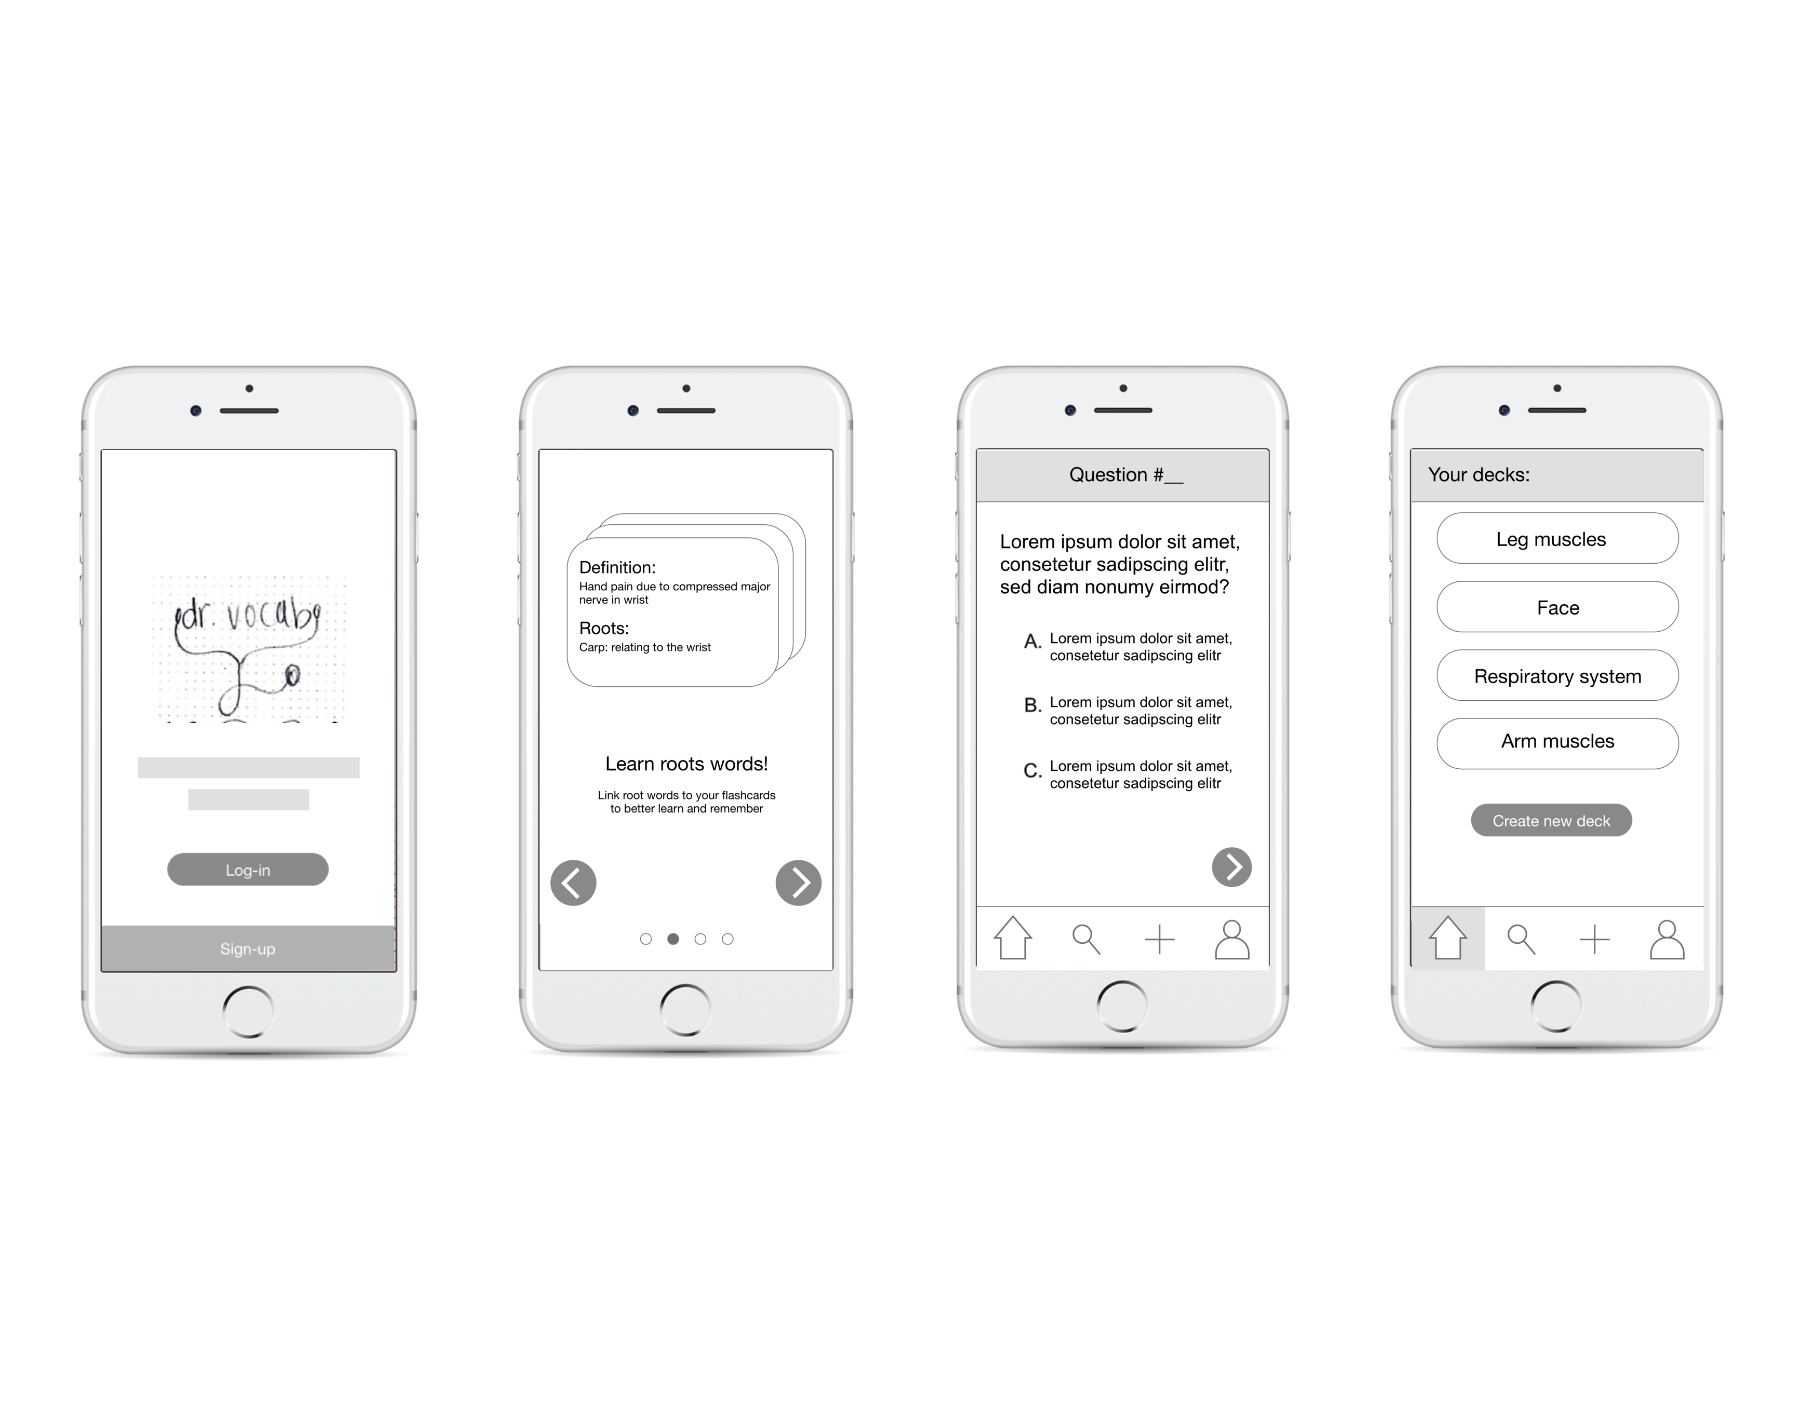 dr. vocab
Log-in
Sign-up
Definition:
Hand pain due to compressed major
nerve in wrist
Roots:
Carp: relating to the wrist
Learn roots words!
Link root words to your flashcards
to better learn and remember
Question #__
Lorem ipsum dolor sit amet,
consetetur sadipscing elitr,
sed diam nonumy eirmod?
A. Lorem ipsum dolor sit amet,
consetetur sadipscing elitr
B. Lorem ipsum dolor sit amet,
consetetur sadipscing elitr
C. Lorem ipsum dolor sit amet,
consetetur sadipscing elitr
Your decks:
Leg muscles
Face
Respiratory system
Arm muscles
Create new deck